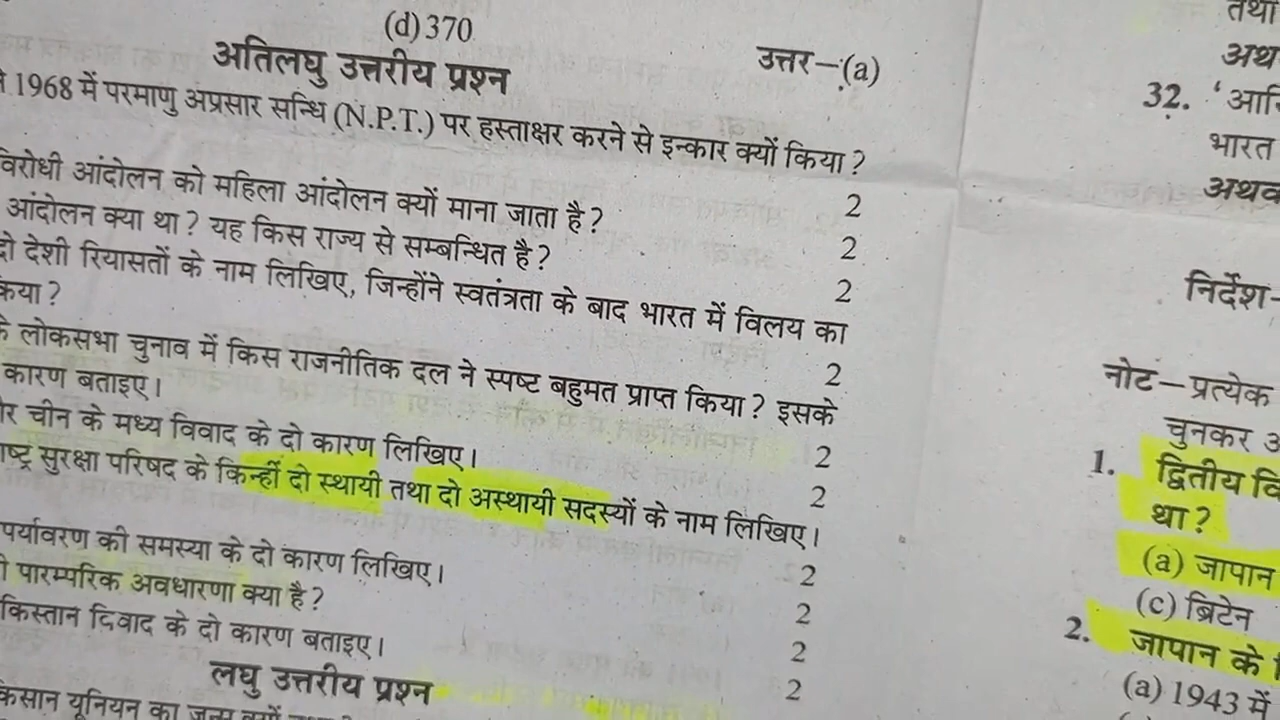 (d) 370
अतिलघु उत्तरीय प्रश्न
उत्तर–(a)
1968 में परमाणु अप्रसार सन्धि (N.P.T.) पर हस्ताक्षर करने से इन्कार क्यों किया ?
2
विरोधी आंदोलन को महिला आंदोलन क्यों माना जाता है ?
2
आंदोलन क्या था ? यह किस राज्य से सम्बन्धित है ?
2
दो देशी रियासतों के नाम लिखिए, जिन्होंने स्वतंत्रता के बाद भारत में विलय का
किया ?
2
के लोकसभा चुनाव में किस राजनीतिक दल ने स्पष्ट बहुमत प्राप्त किया ? इसके
कारण बताइए।
2
चीन के मध्य विवाद के दो कारण लिखिए।
2
सुरक्षा परिषद के किन्हीं दो स्थायी तथा दो अस्थायी सदस्यों के नाम लिखिए।
2
पर्यावरण की समस्या के दो कारण लिखिए।
2
पारम्परिक अवधारणा क्या है ?
2
किस्तान दिवाद के दो कारण बताइए।
2
लघु उत्तरीय प्रश्न
किसान यूनियन का जन्म क्यों
तथा
अथ
32. 'आ
भारत
अथव
निर्देश-
नोट–प्रत्येक
चुनकर
1. द्वितीय वि
था ?
(a) जापान
(c) ब्रिटेन
2. जापान के
(a) 1943 में